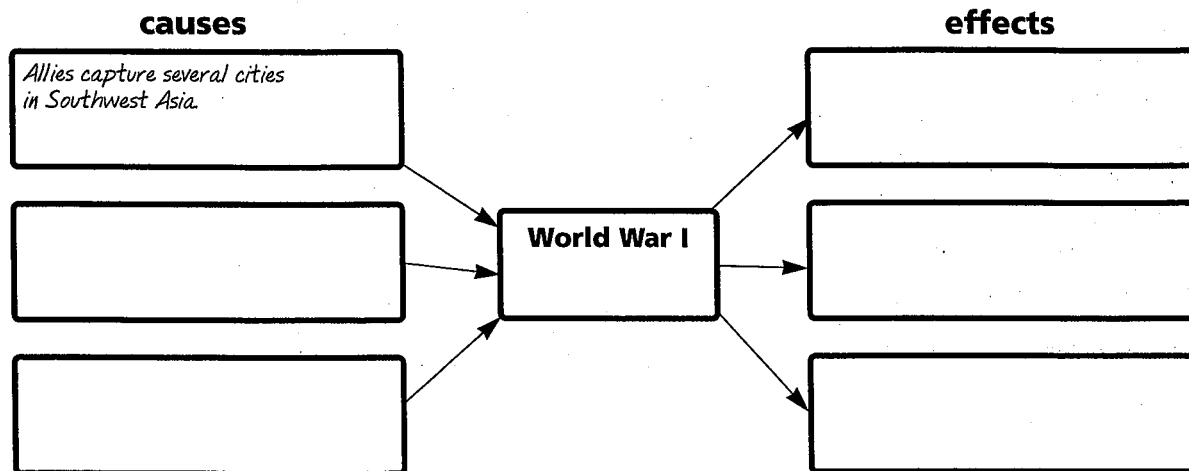 causes
effects
Allies capture several cities
in Southwest Asia.
World War I